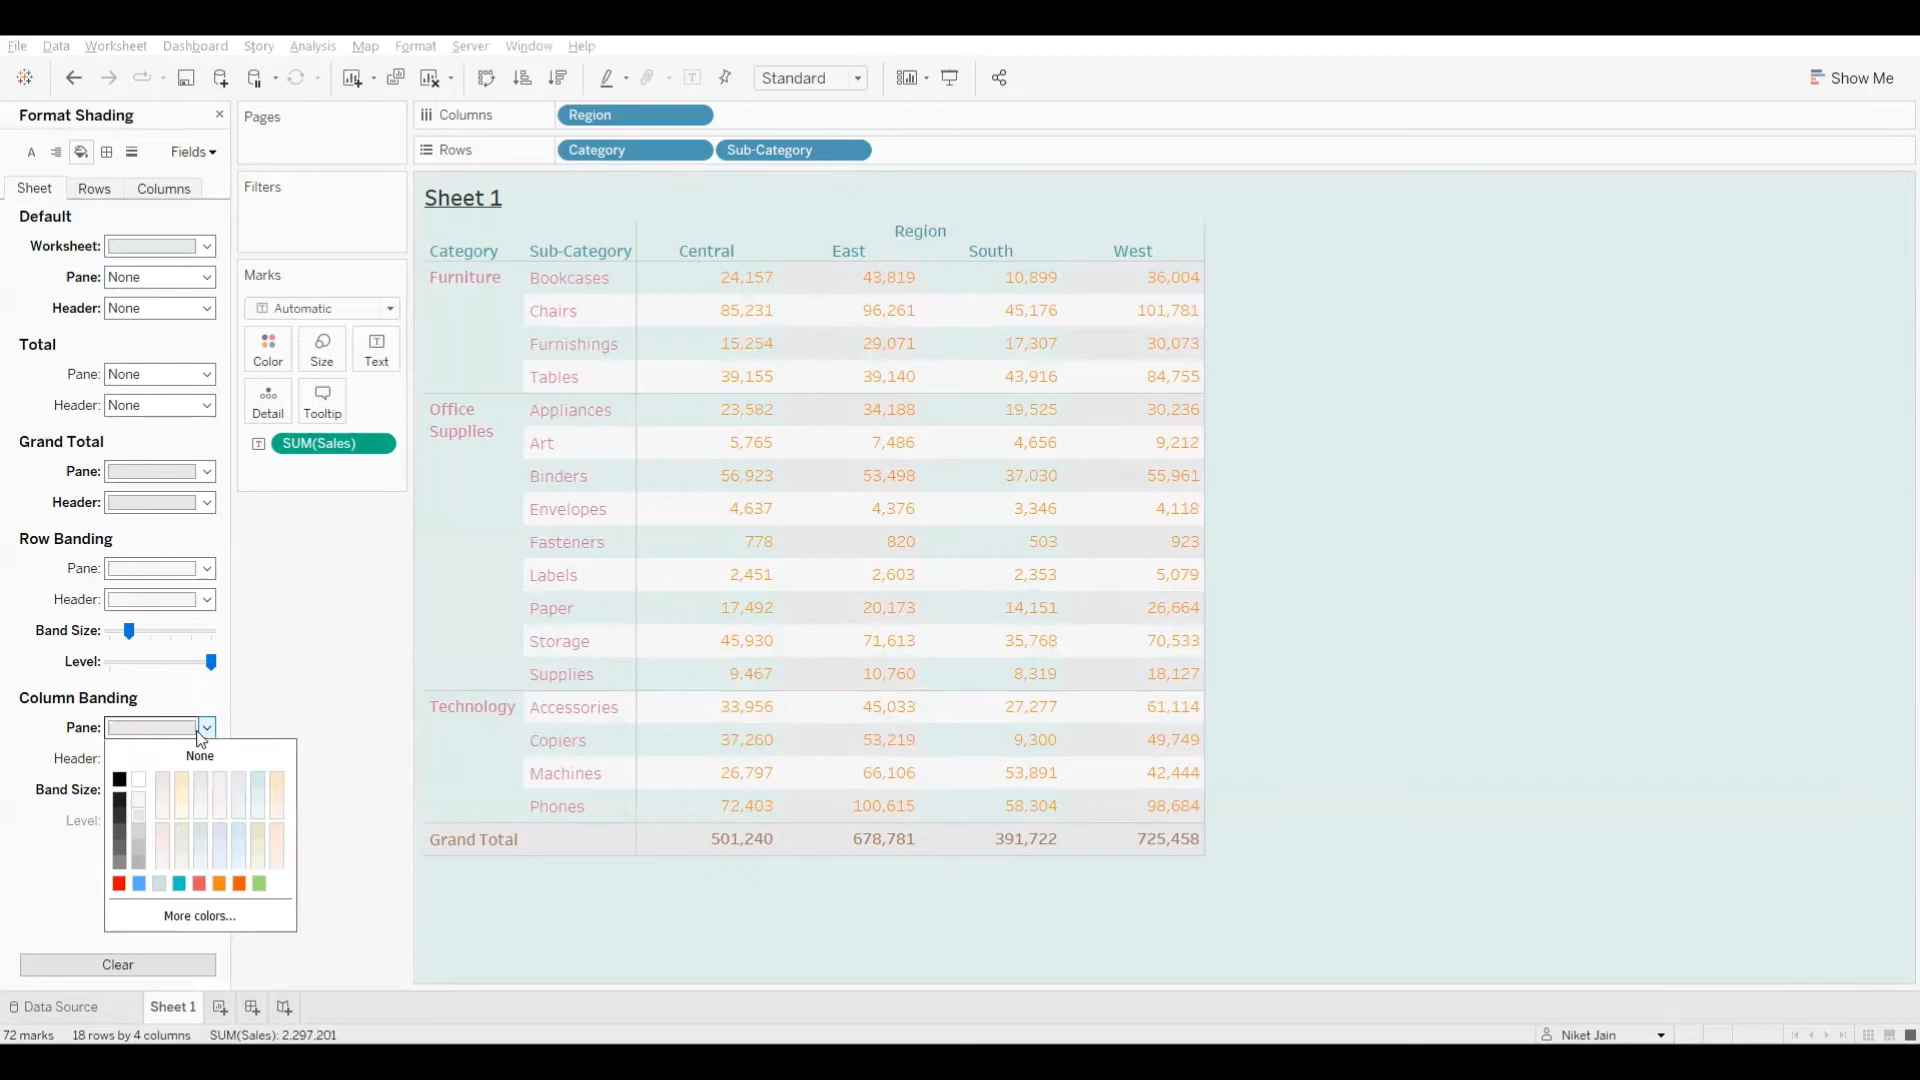 File Data Worksheet Dashboard Story Analysis Map Format Server Window Help
Standard
Show Me
Format Shading
A
Fields
Sheet Rows Columns
Default
Worksheet:
Pane: None
Header: None
Total
Pane: None
Header: None
Grand Total
Pane:
Header:
Row Banding
Pane:
Header:
Band Size:
Level:
Column Banding
Pane:
Header:
Band Size:
Level:
None
More colors...
Clear
Pages
Filters
Marks
T Automatic
Color Size T Text
Detail Tooltip
T SUM(Sales)
Columns Region
Rows Category Sub-Category
Sheet 1
Region
Category Sub-Category Central East South West
Furniture Bookcases 24,157 43,819 10,899 36,004
Chairs 85,231 96,261 45,176 101,781
Furnishings 15,254 29,071 17,307 30,073
Tables 39,155 39,140 43,916 84,755
Office Supplies Appliances 23,582 34,188 19,525 30,236
Art 5,765 7,486 4,656 9,212
Binders 56,923 53,498 37,030 55,961
Envelopes 4,637 4,376 3,346 4,118
Fasteners 778 820 503 923
Labels 2,451 2,603 2,353 5,079
Paper 17,492 20,173 14,151 26,664
Storage 45,930 71,613 35,768 70,533
Supplies 9,467 10,760 8,319 18,127
Technology Accessories 33,956 45,033 27,277 61,114
Copiers 37,260 53,219 9,300 49,749
Machines 26,797 66,106 53,891 42,444
Phones 72,403 100,615 58,304 98,684
Grand Total 501,240 678,781 391,722 725,458
Data Source Sheet 1
72 marks 18 rows by 4 columns SUM(Sales): 2,297,201
Niket Jain